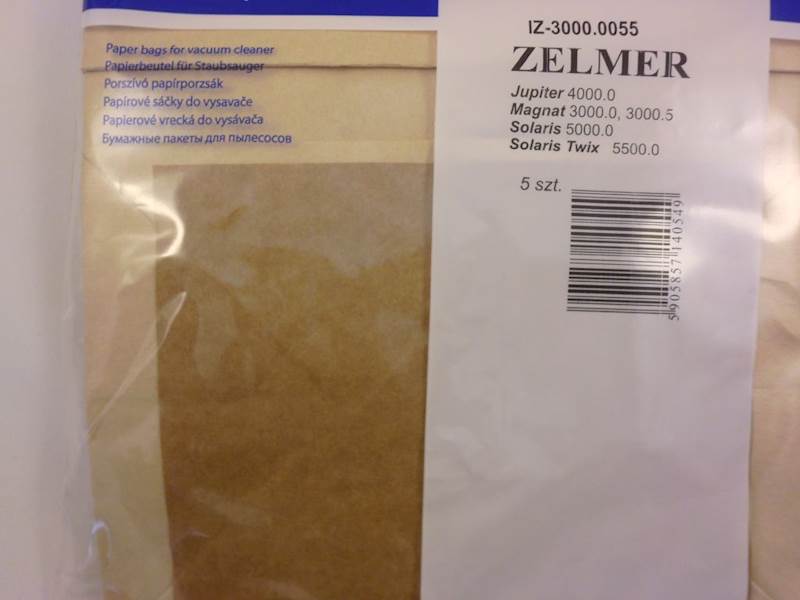 Paper bags for vacuum cleaner
Papierbeutel für Staubsauger
Porszívó papírporzsák
Papírové sáčky do vysavače
Papierové vrecká do vysávača
Бумажные пакеты для пылесосов
IZ-3000.0055
ZELMER
Jupiter 4000.0
Magnat 3000.0, 3000.5
Solaris 5000.0
Solaris Twix 5500.0
5 szt.
5905857140549